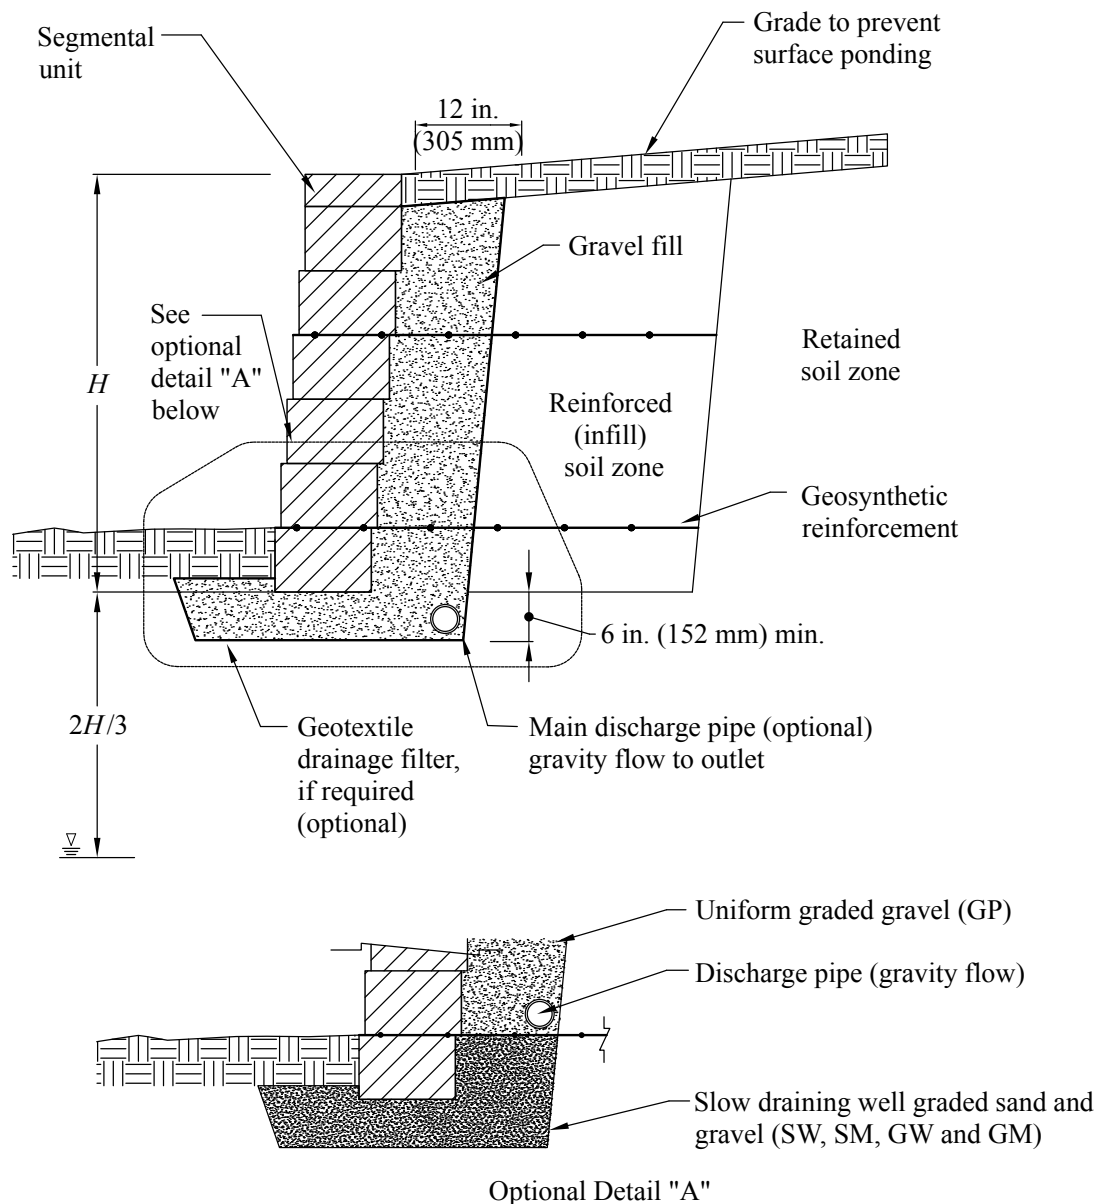 Segmental
unit
Grade to prevent
surface ponding
12 in.
(305 mm)
Gravel fill
See
optional
detail "A"
below
H
Retained
soil zone
Reinforced
(infill)
soil zone
Geosynthetic
reinforcement
6 in. (152 mm) min.
2H/3
Geotextile
drainage filter,
if required
(optional)
Main discharge pipe (optional)
gravity flow to outlet
Uniform graded gravel (GP)
Discharge pipe (gravity flow)
Slow draining well graded sand and
gravel (SW, SM, GW and GM)
Optional Detail "A"